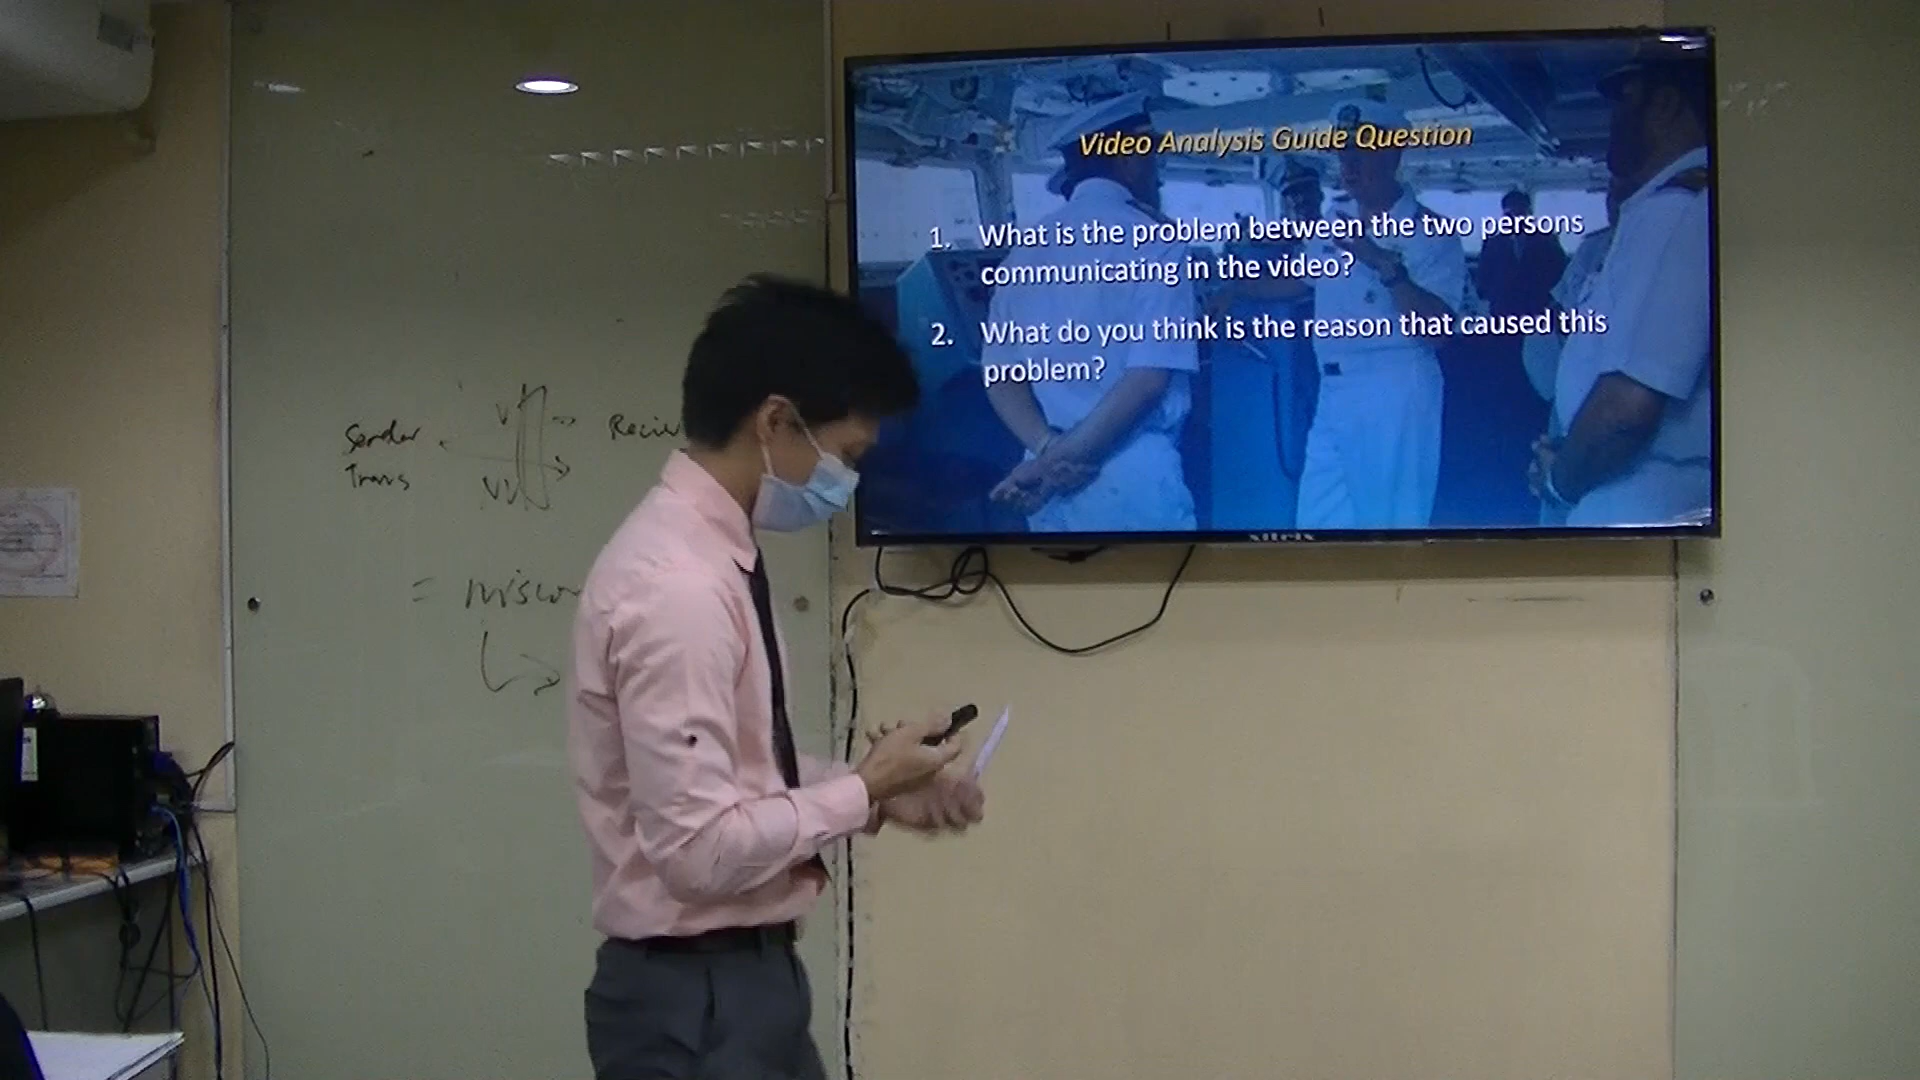 Video Analysis Guide Question
1. What is the problem between the two persons
communicating in the video?
2. What do you think is the reason that caused this
problem?
Sender
Trans
= miscom